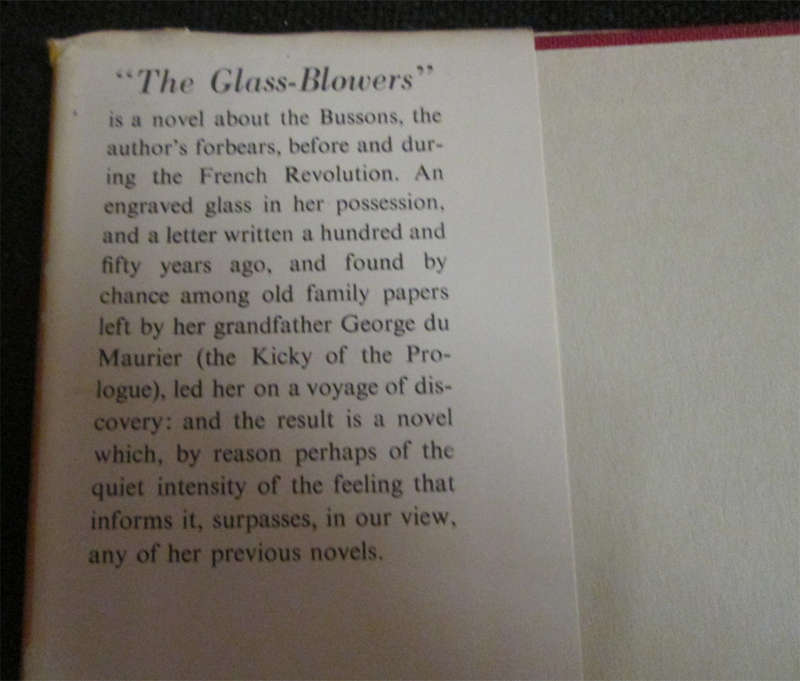 "The Glass-Blowers"
is a novel about the Bussons, the
author's forbears, before and dur-
ing the French Revolution. An
engraved glass in her possession,
and a letter written a hundred and
fifty years ago, and found by
chance among old family papers
left by her grandfather George du
Maurier (the Kicky of the Pro-
logue), led her on a voyage of dis-
covery: and the result is a novel
which, by reason perhaps of the
quiet intensity of the feeling that
informs it, surpasses, in our view,
any of her previous novels.